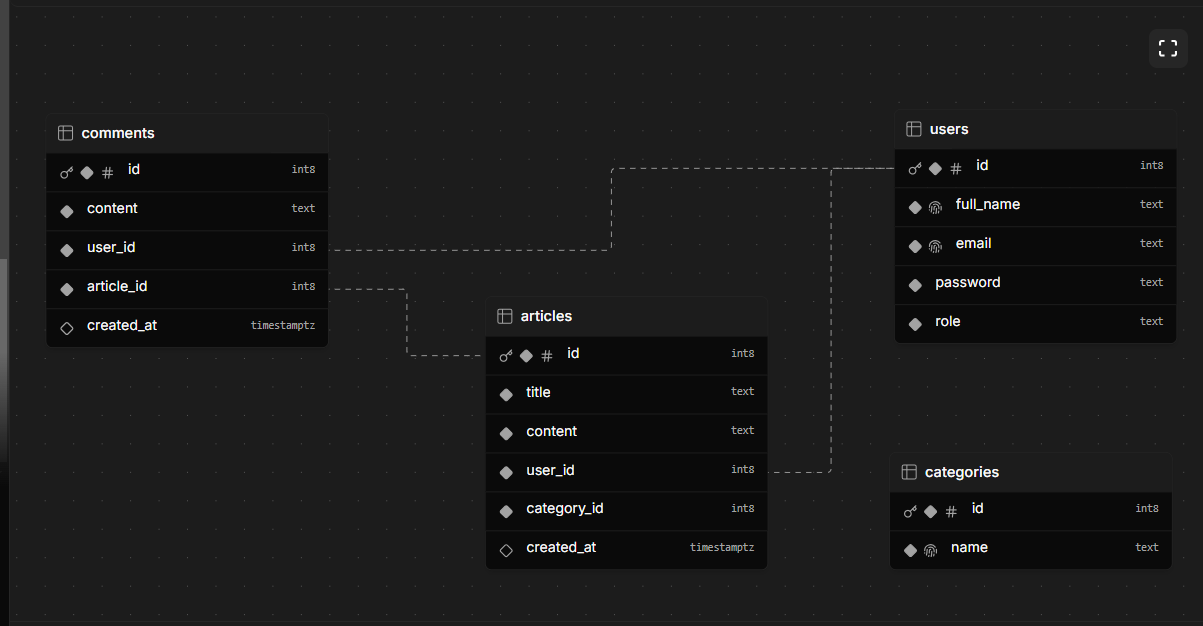 comments
id int8
content text
user_id int8
article_id int8
created_at timestamptz
articles
id int8
title text
content text
user_id int8
category_id int8
created_at timestamptz
users
id int8
full_name text
email text
password text
role text
categories
id int8
name text